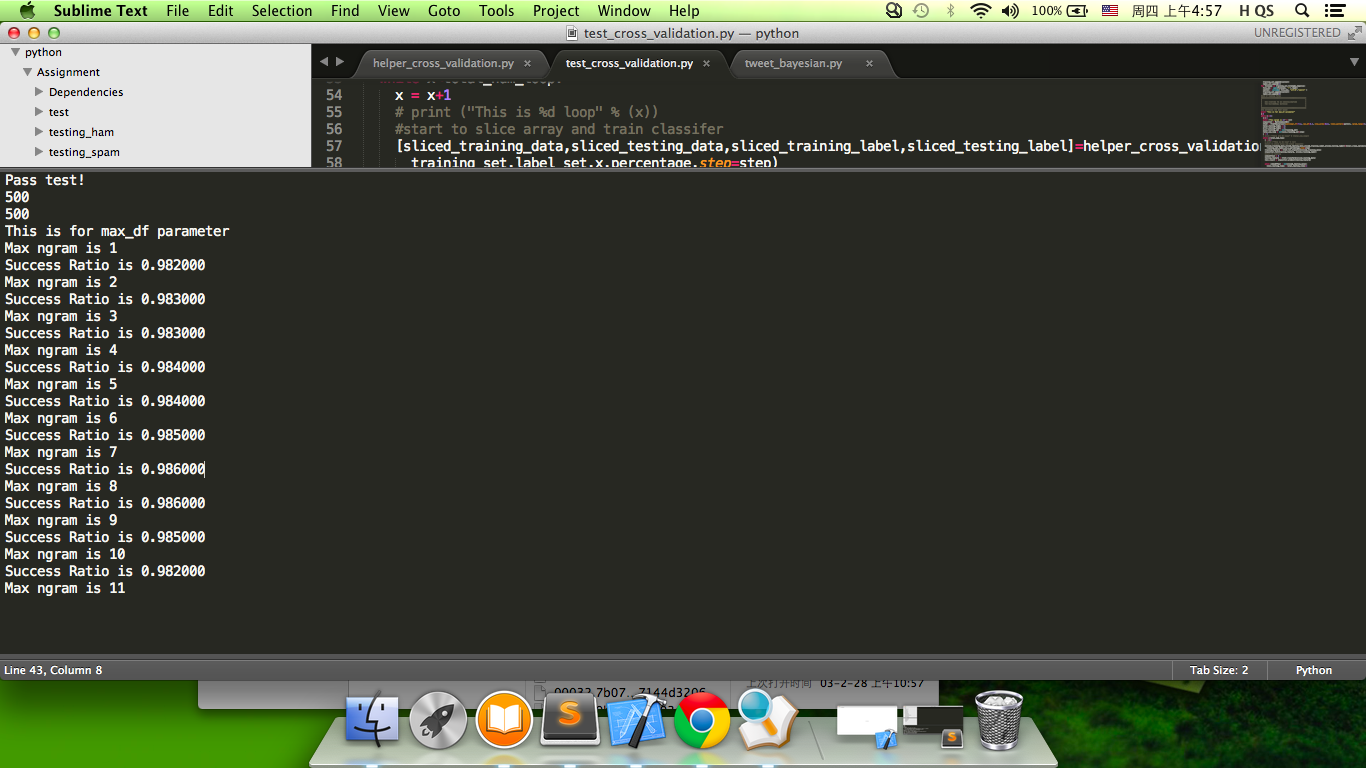 Sublime Text File Edit Selection Find View Goto Tools Project Window Help 100% 周四 上午4:57 H QS
test_cross_validation.py — python UNREGISTERED
python
Assignment
Dependencies
test
testing_ham
testing_spam
helper_cross_validation.py × test_cross_validation.py × tweet_bayesian.py ×
54 x = x+1
55 # print ("This is %d loop" % (x))
56 #start to slice array and train classifer
57 [sliced_training_data,sliced_testing_data,sliced_training_label,sliced_testing_label]=helper_cross_validatio
58 training_set,label_set,x,percentage,step=step)
Pass test!
500
500
This is for max_df parameter
Max ngram is 1
Success Ratio is 0.982000
Max ngram is 2
Success Ratio is 0.983000
Max ngram is 3
Success Ratio is 0.983000
Max ngram is 4
Success Ratio is 0.984000
Max ngram is 5
Success Ratio is 0.984000
Max ngram is 6
Success Ratio is 0.985000
Max ngram is 7
Success Ratio is 0.986000
Max ngram is 8
Success Ratio is 0.986000
Max ngram is 9
Success Ratio is 0.985000
Max ngram is 10
Success Ratio is 0.982000
Max ngram is 11
Line 43, Column 8 Tab Size: 2 Python
00032.7b07...7144d3206 上次打开时间 03-2-28 上午10:57